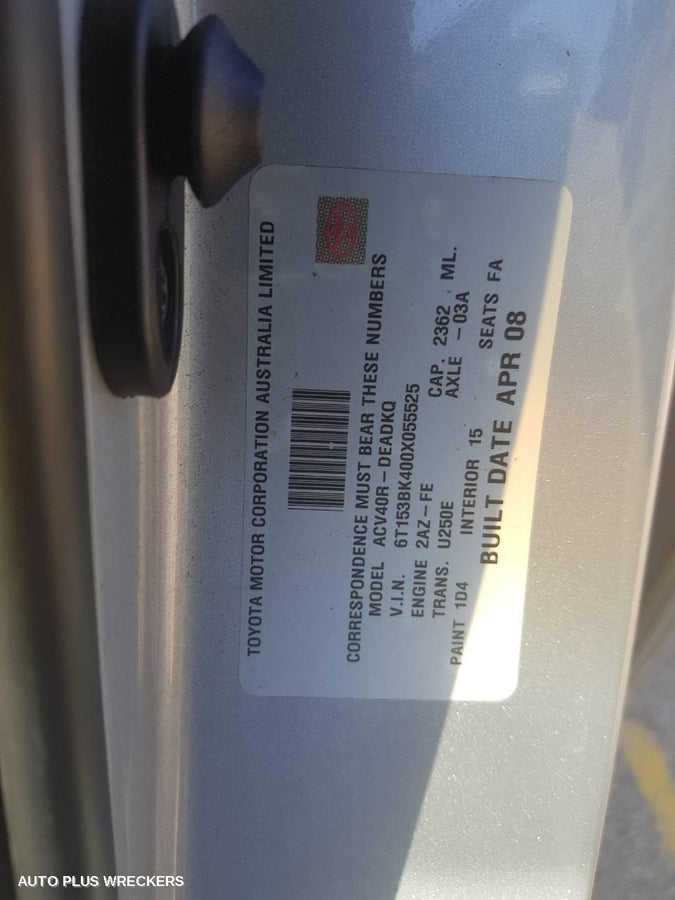 TOYOTA MOTOR CORPORATION AUSTRALIA LIMITED
CORRESPONDENCE MUST BEAR THESE NUMBERS
MODEL ACV40R-DEADKQ
V.I.N. 6T153BK400X055525
ENGINE 2AZ-FE CAP. 2362 ML.
TRANS. U250E AXLE -03A
PAINT 1D4 INTERIOR 15 SEATS FA
BUILT DATE APR 08
AUTO PLUS WRECKERS